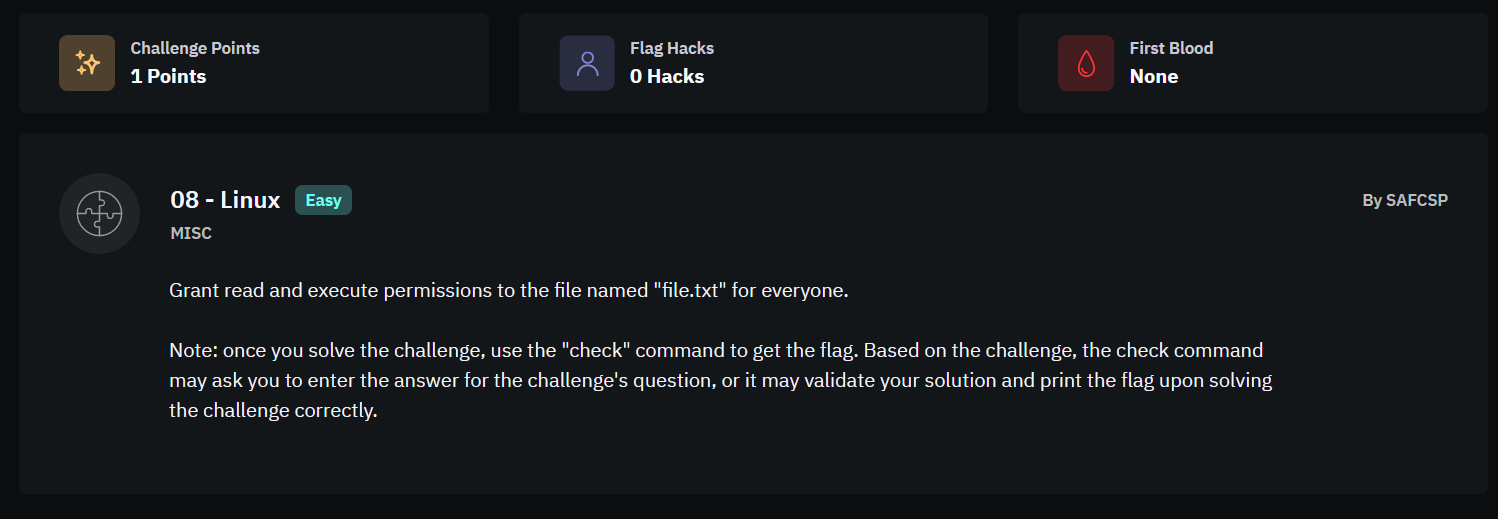 Challenge Points
1 Points
Flag Hacks
0 Hacks
First Blood
None
08 - Linux
Easy
By SAFCSP
MISC
Grant read and execute permissions to the file named "file.txt" for everyone.
Note: once you solve the challenge, use the "check" command to get the flag. Based on the challenge, the check command
may ask you to enter the answer for the challenge's question, or it may validate your solution and print the flag upon solving
the challenge correctly.